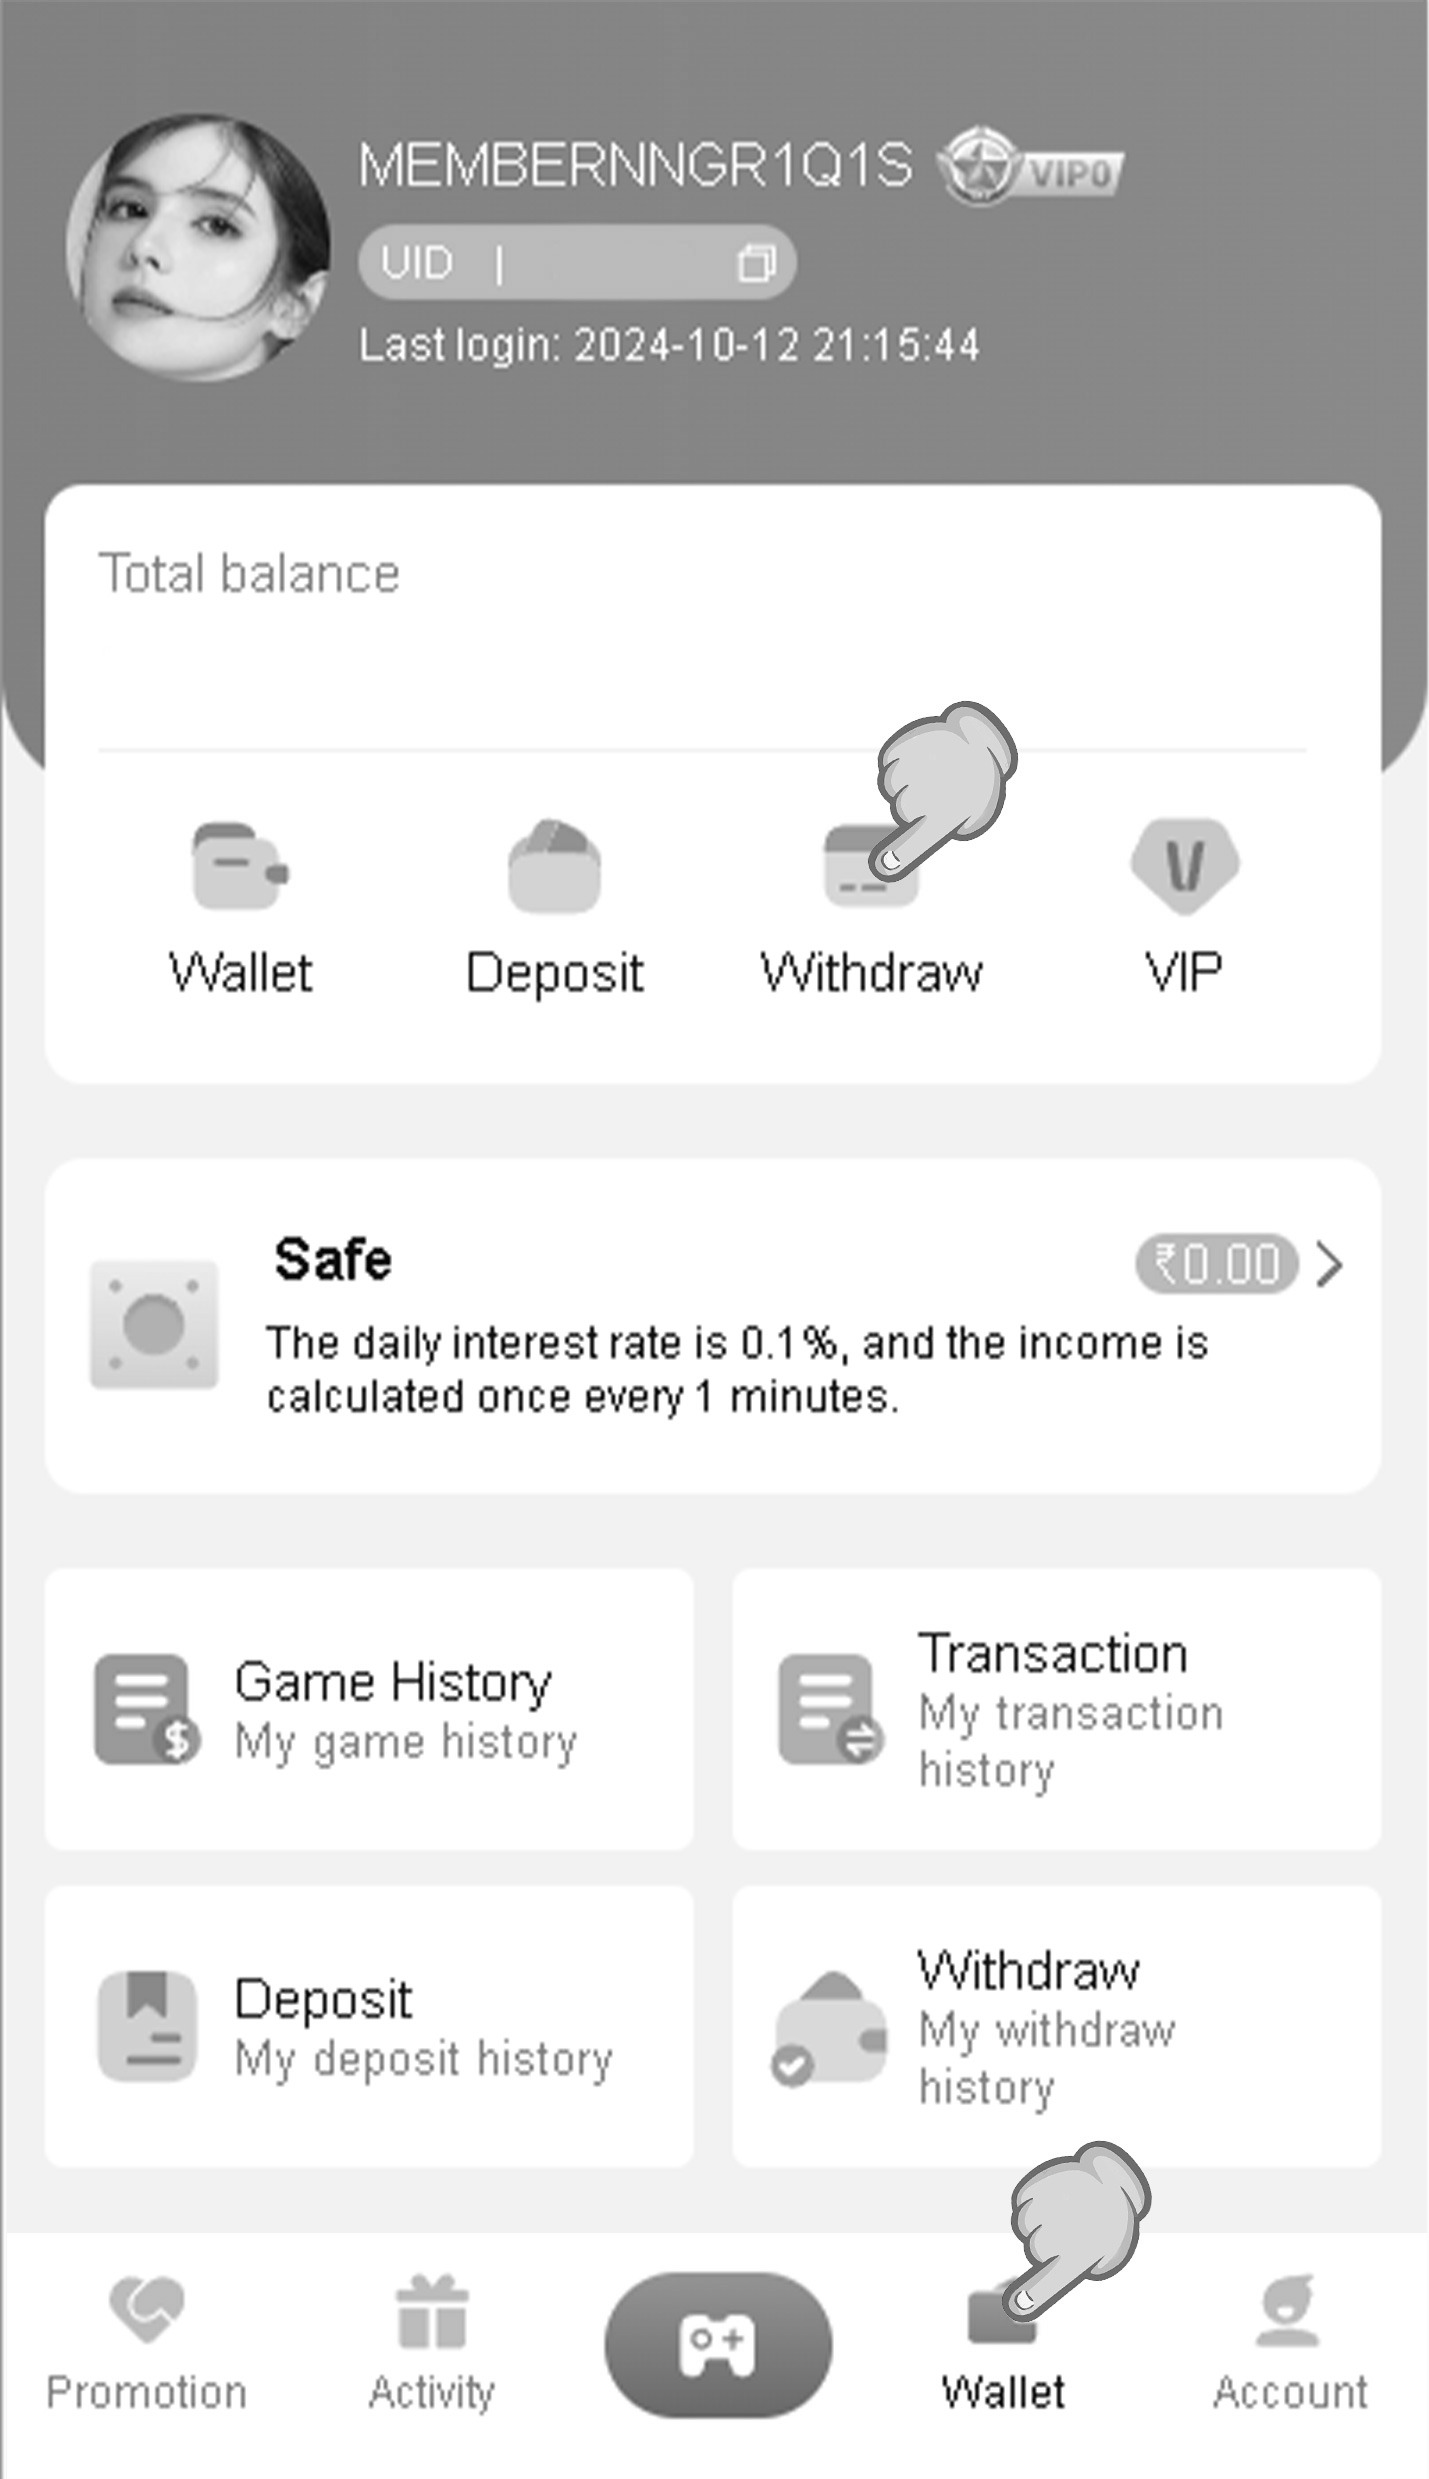 MEMBERNNGR1Q1S VIP0
UID |
Last login: 2024-10-12 21:15:44
Total balance
Wallet Deposit Withdraw VIP
Safe ₹0.00
The daily interest rate is 0.1%, and the income is
calculated once every 1 minutes.
Game History
My game history
Transaction
My transaction
history
Deposit
My deposit history
Withdraw
My withdraw
history
Promotion Activity Wallet Account